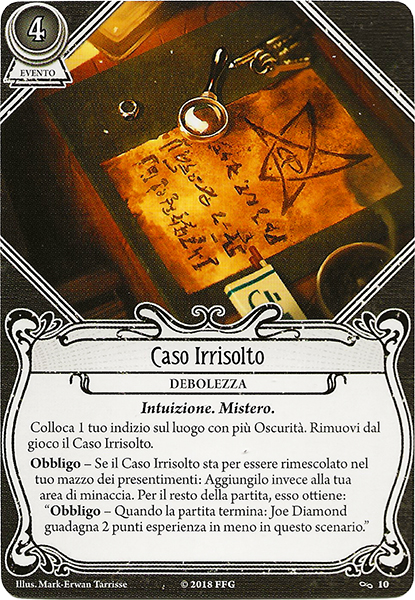 4
EVENTO
Caso Irrisolto
DEBOLEZZA
Intuizione. Mistero.
Colloca 1 tuo indizio sul luogo con più Oscurità. Rimuovi dal
gioco il Caso Irrisolto.
Obbligo – Se il Caso Irrisolto sta per essere rimescolato nel
tuo mazzo dei presentimenti: Aggiungilo invece alla tua
area di minaccia. Per il resto della partita, esso ottiene:
“Obbligo – Quando la partita termina: Joe Diamond
guadagna 2 punti esperienza in meno in questo scenario.”
Illus. Mark-Erwan Tarrisse © 2018 FFG 10